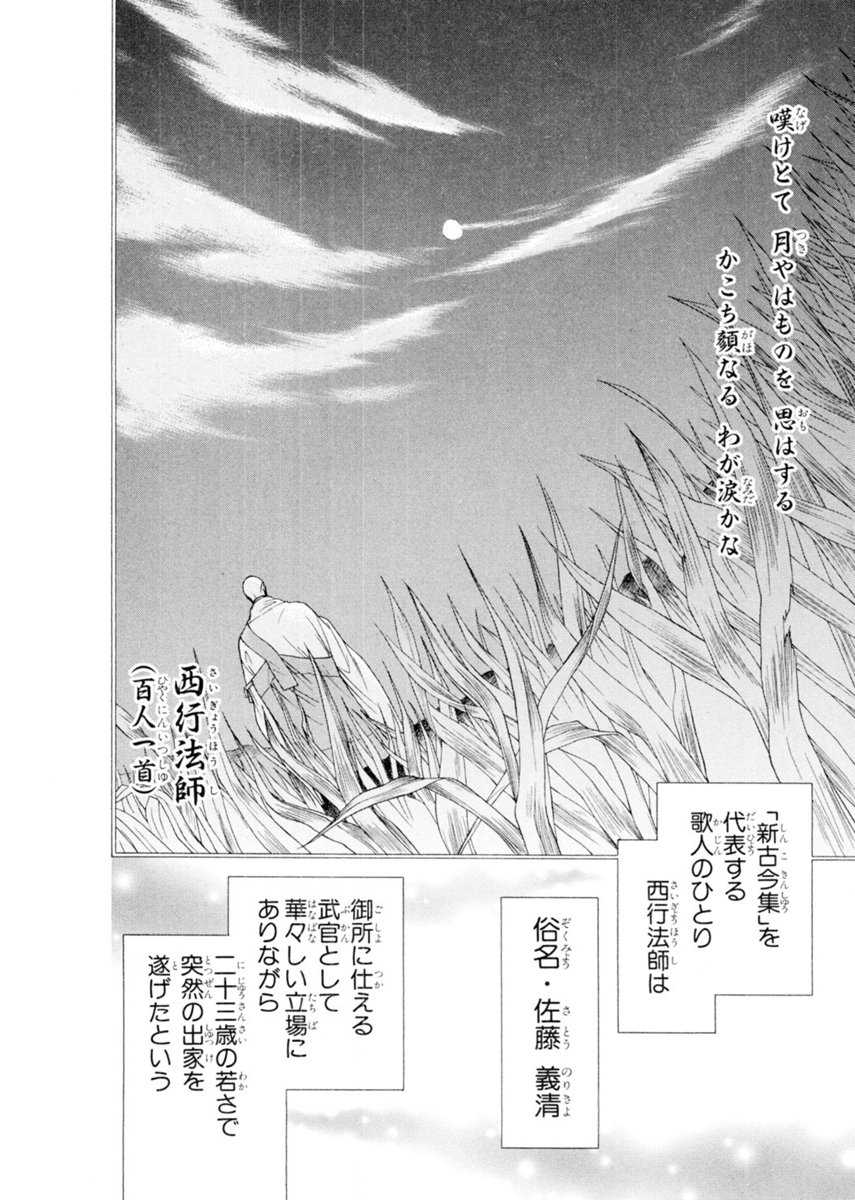 嘆けとて 月やはものを 思はする
かこち顔なる わが涙かな
西行法師
(百人一首)
「新古今集」を
代表する
歌人のひとり
西行法師は
俗名・佐藤 義清
御所に仕える
武官として
華々しい立場に
ありながら
二十三歳の若さで
突然の出家を
遂げたという